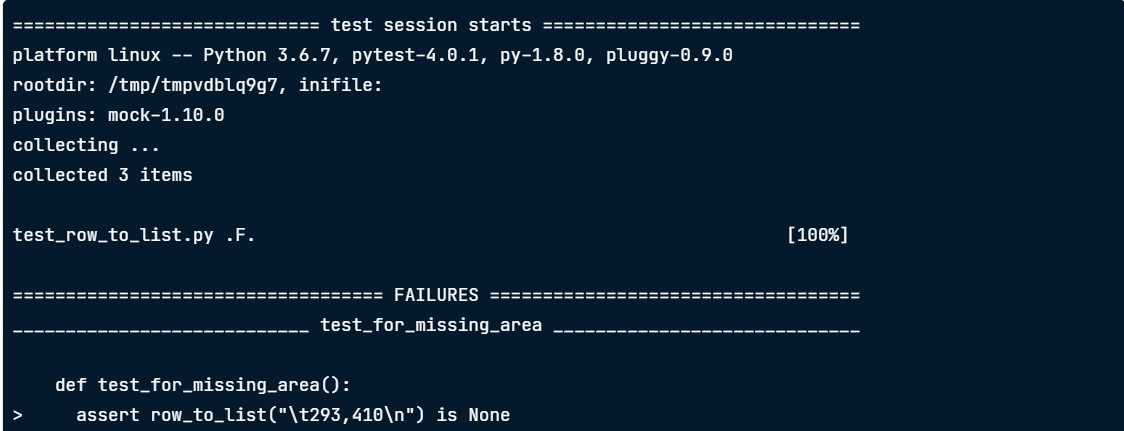 ============================= test session starts ==============================
platform linux -- Python 3.6.7, pytest-4.0.1, py-1.8.0, pluggy-0.9.0
rootdir: /tmp/tmpvdblq9g7, inifile:
plugins: mock-1.10.0
collecting ...
collected 3 items
test_row_to_list.py .F.                                                  [100%]
=================================== FAILURES ===================================
____________________________ test_for_missing_area _____________________________
    def test_for_missing_area():
>     assert row_to_list("\t293,410\n") is None